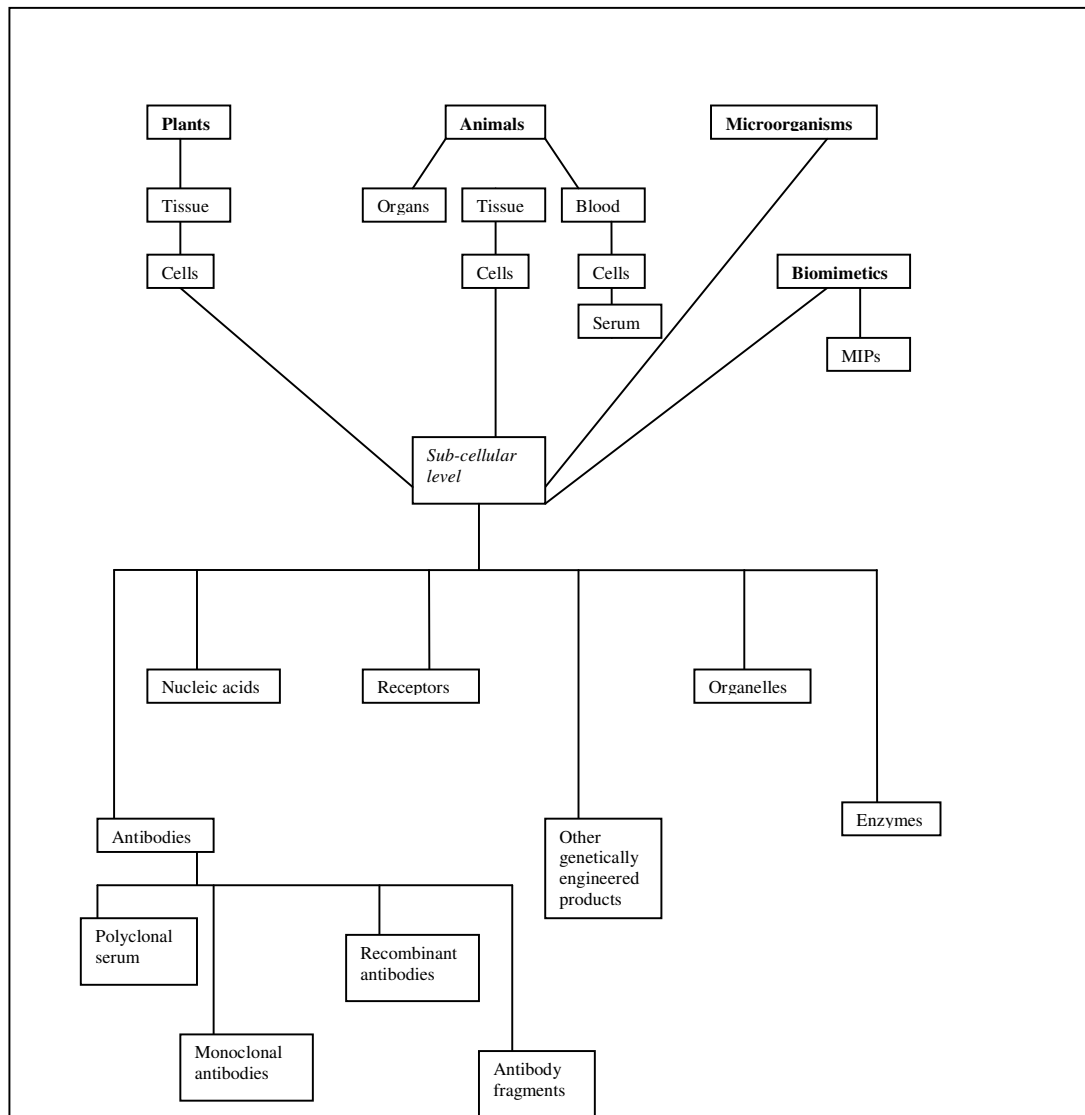 Plants
Animals
Microorganisms
Tissue
Organs
Tissue
Blood
Cells
Cells
Cells
Biomimetics
Serum
MIPs
Sub-cellular
level
Nucleic acids
Receptors
Organelles
Antibodies
Other
genetically
engineered
products
Enzymes
Polyclonal
serum
Recombinant
antibodies
Monoclonal
antibodies
Antibody
fragments